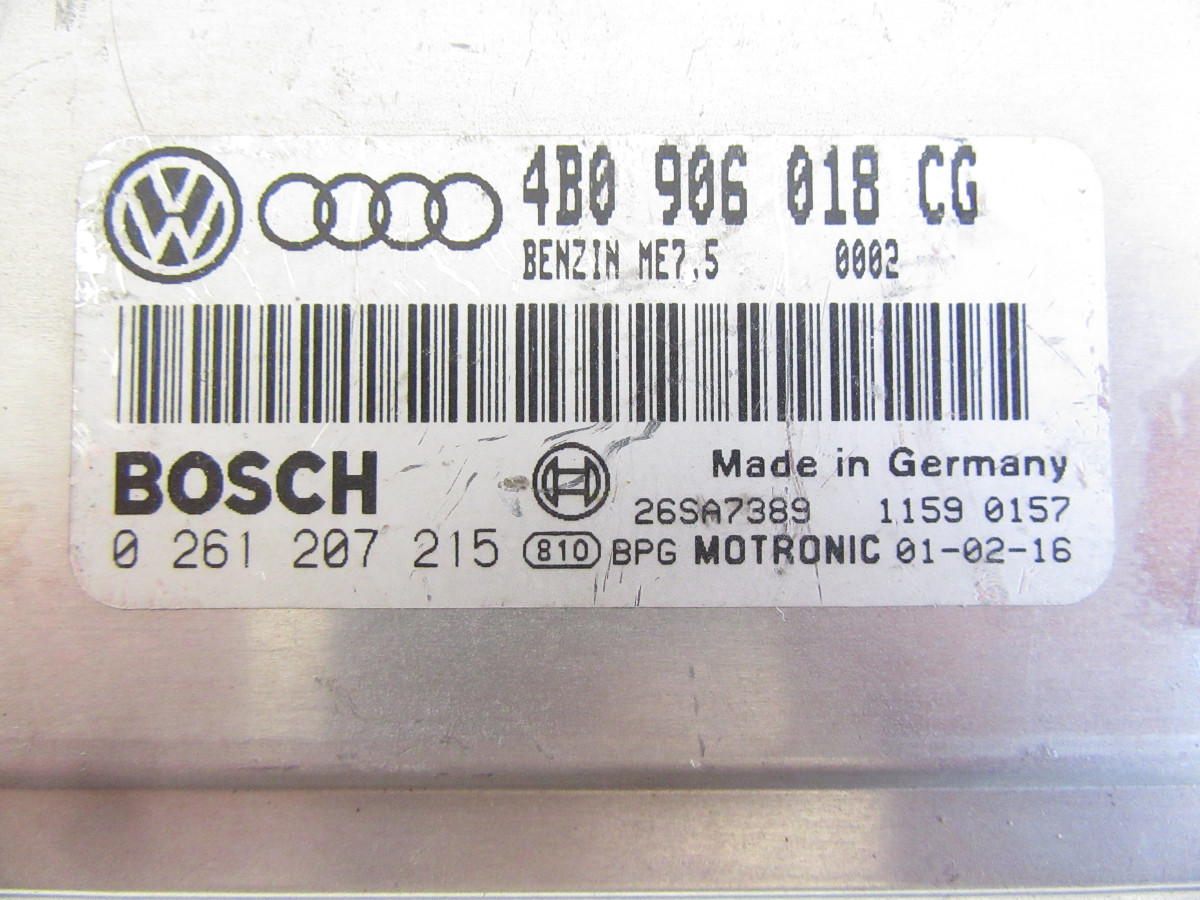 4B0 906 018 CG
BENZIN ME7.5 0002
BOSCH
Made in Germany
26SA7389 1159 0157
0 261 207 215 810 BPG MOTRONIC 01-02-16